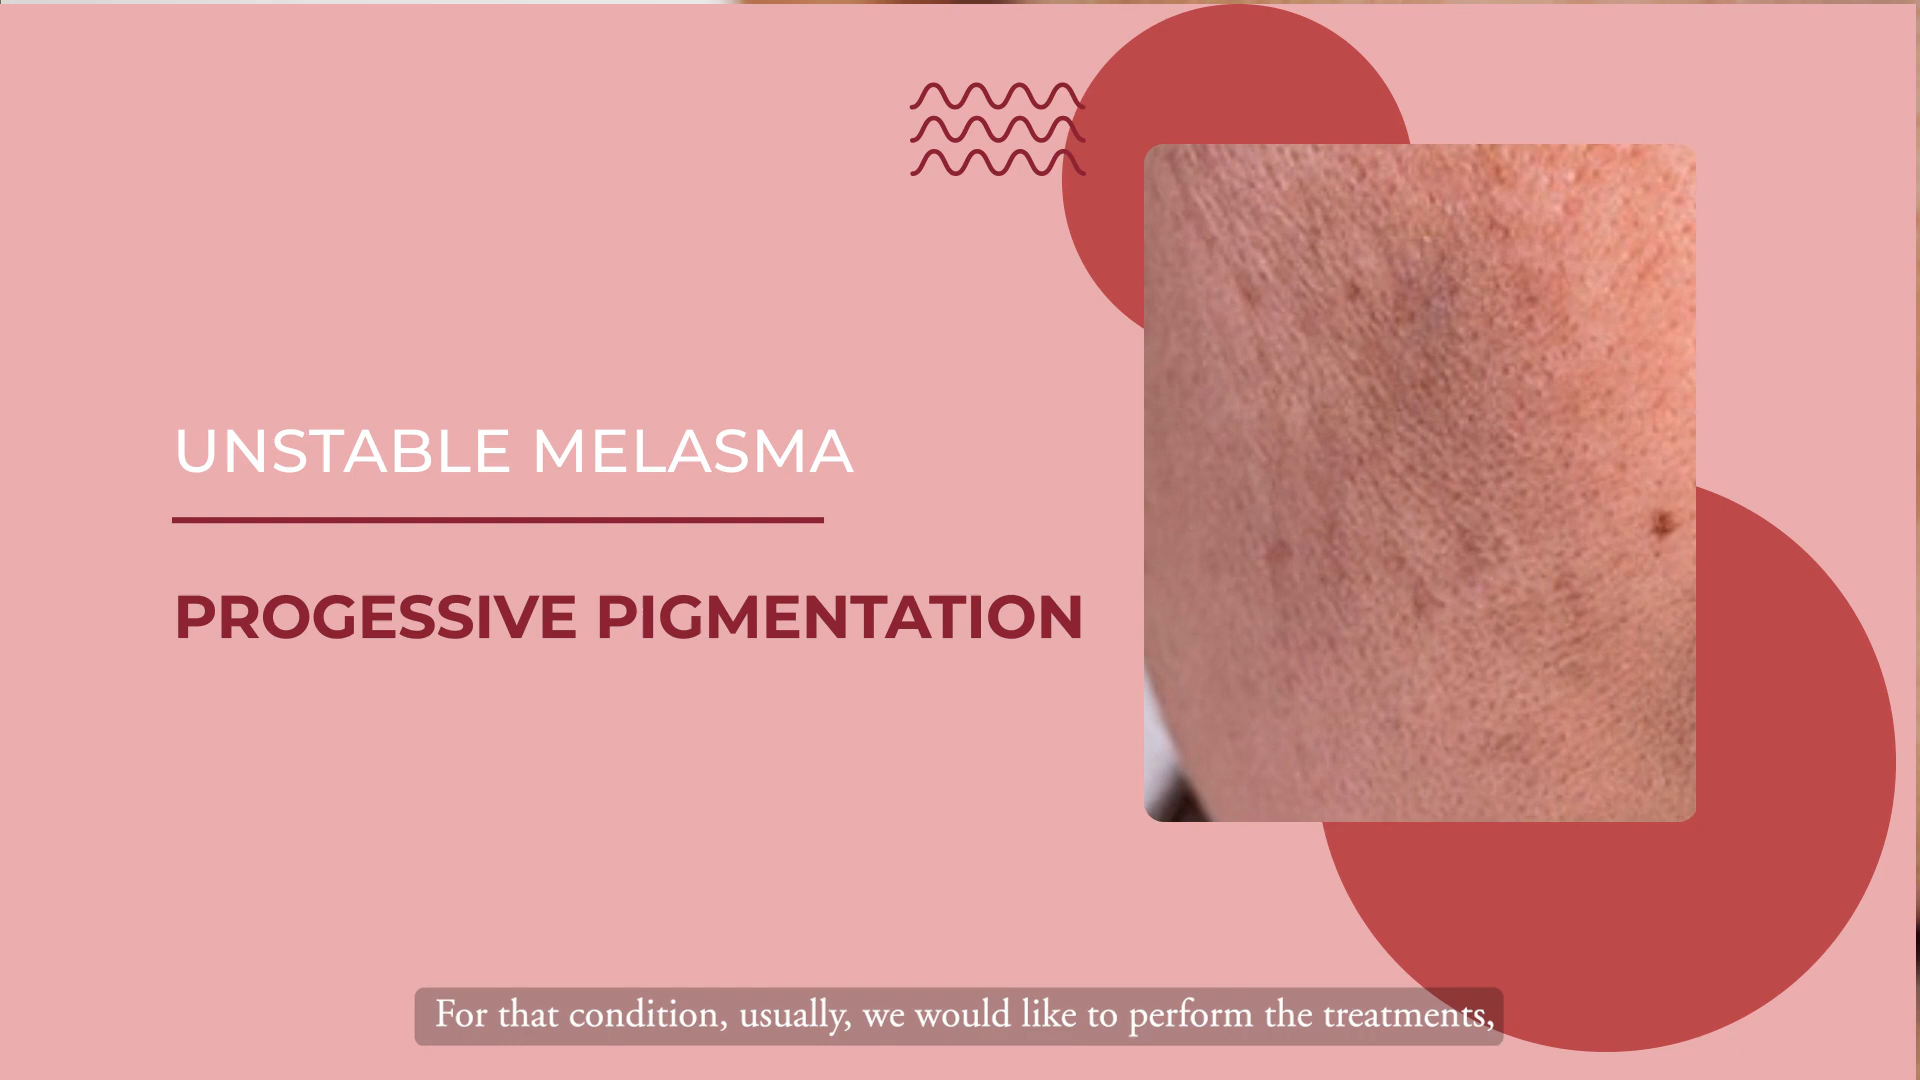 UNSTABLE MELASMA
PROGESSIVE PIGMENTATION
For that condition, usually, we would like to perform the treatments,